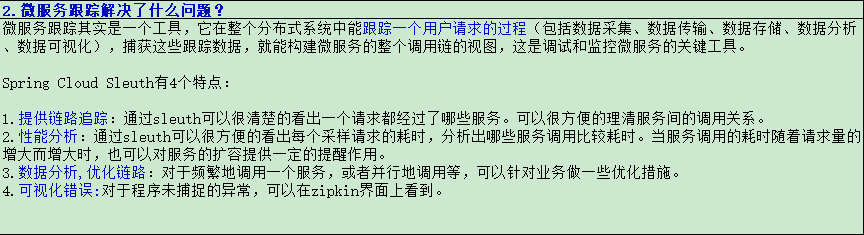 2.微服务跟踪解决了什么问题？
微服务跟踪其实是一个工具，它在整个分布式系统中能跟踪一个用户请求的过程（包括数据采集、数据传输、数据存储、数据分析
、数据可视化），捕获这些跟踪数据，就能构建微服务的整个调用链的视图，这是调试和监控微服务的关键工具。
Spring Cloud Sleuth有4个特点：
1.提供链路追踪：通过sleuth可以很清楚的看出一个请求都经过了哪些服务。可以很方便的理清服务间的调用关系。
2.性能分析：通过sleuth可以很方便的看出每个采样请求的耗时，分析出哪些服务调用比较耗时。当服务调用的耗时随着请求量的
增大而增大时，也可以对服务的扩容提供一定的提醒作用。
3.数据分析,优化链路：对于频繁地调用一个服务，或者并行地调用等，可以针对业务做一些优化措施。
4.可视化错误:对于程序未捕捉的异常，可以在zipkin界面上看到。